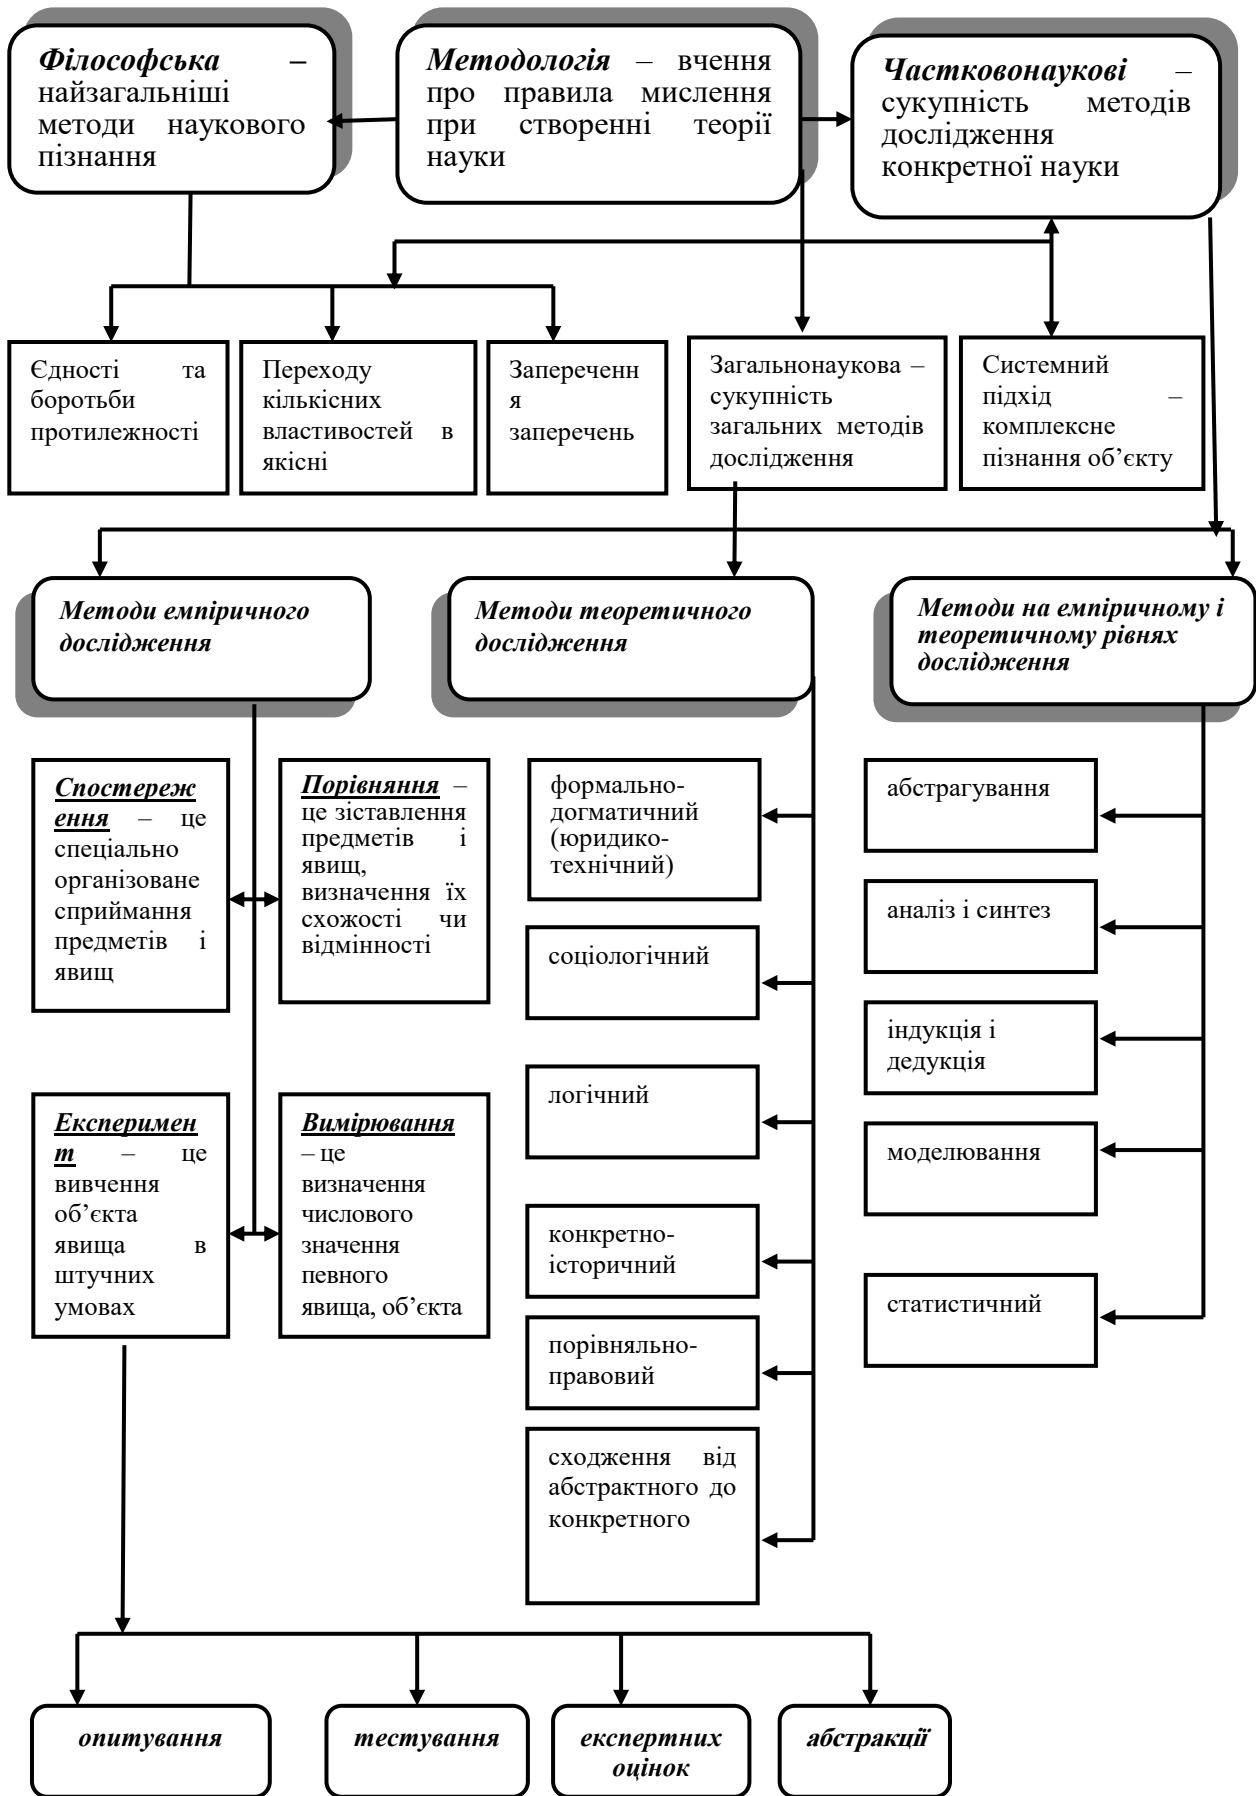 Філософська –
найзагальніші
методи наукового
пізнання
Методологія – вчення
про правила мислення
при створенні теорії
науки
Частковонаукові –
сукупність методів
дослідження
конкретної науки
Єдності та
боротьби
протилежності
Переходу
кількісних
властивостей в
якісні
Запереченн
я
заперечень
Загальнонаукова –
сукупність
загальних методів
дослідження
Системний
підхід –
комплексне
пізнання об’єкту
Методи емпіричного
дослідження
Методи теоретичного
дослідження
Методи на емпіричному і
теоретичному рівнях
дослідження
Спостереж
ення – це
спеціально
організоване
сприймання
предметів і
явищ
Порівняння –
це зіставлення
предметів і
явищ,
визначення їх
схожості чи
відмінності
Експеримен
т – це
вивчення
об’єкта
явища в
штучних
умовах
Вимірювання
– це
визначення
числового
значення
певного
явища, об’єкта
формально-
догматичний
(юридико-
технічний)
соціологічний
логічний
конкретно-
історичний
порівняльно-
правовий
сходження від
абстрактного до
конкретного
абстрагування
аналіз і синтез
індукція і
дедукція
моделювання
статистичний
опитування
тестування
експертних
оцінок
абстракції